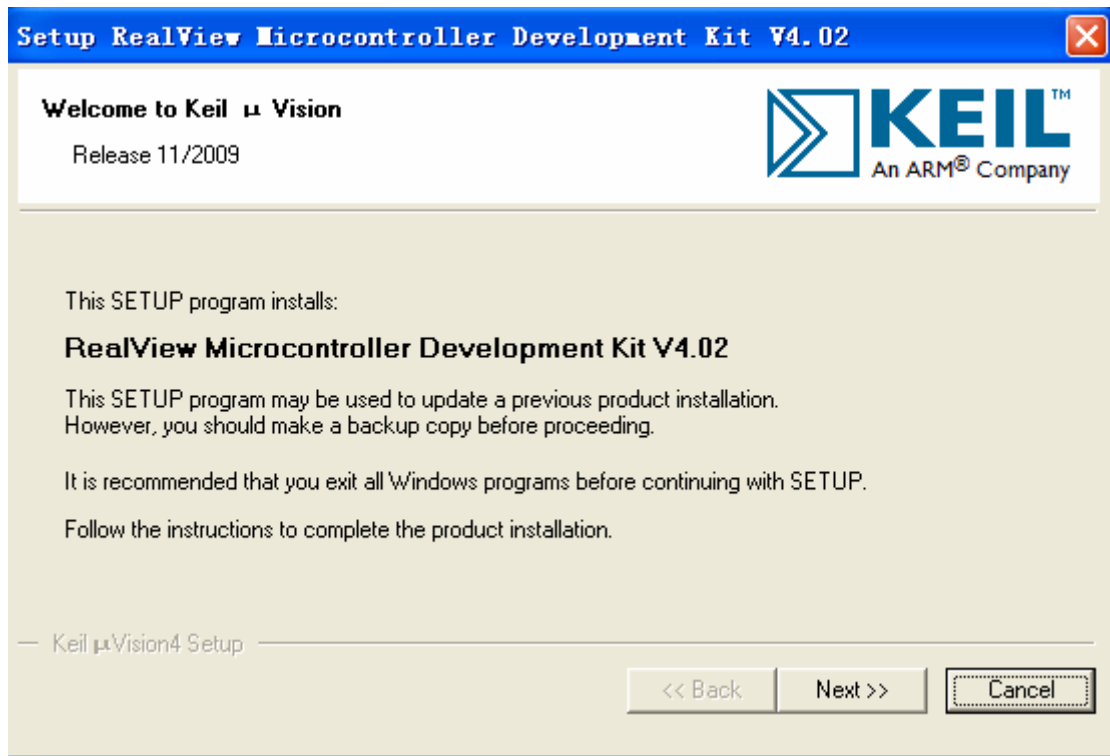 Setup RealView Microcontroller Development Kit V4.02
Welcome to Keil μ Vision
Release 11/2009
KEIL™
An ARM® Company
This SETUP program installs:
RealView Microcontroller Development Kit V4.02
This SETUP program may be used to update a previous product installation.
However, you should make a backup copy before proceeding.
It is recommended that you exit all Windows programs before continuing with SETUP.
Follow the instructions to complete the product installation.
Keil μVision4 Setup
<< Back
Next >>
Cancel